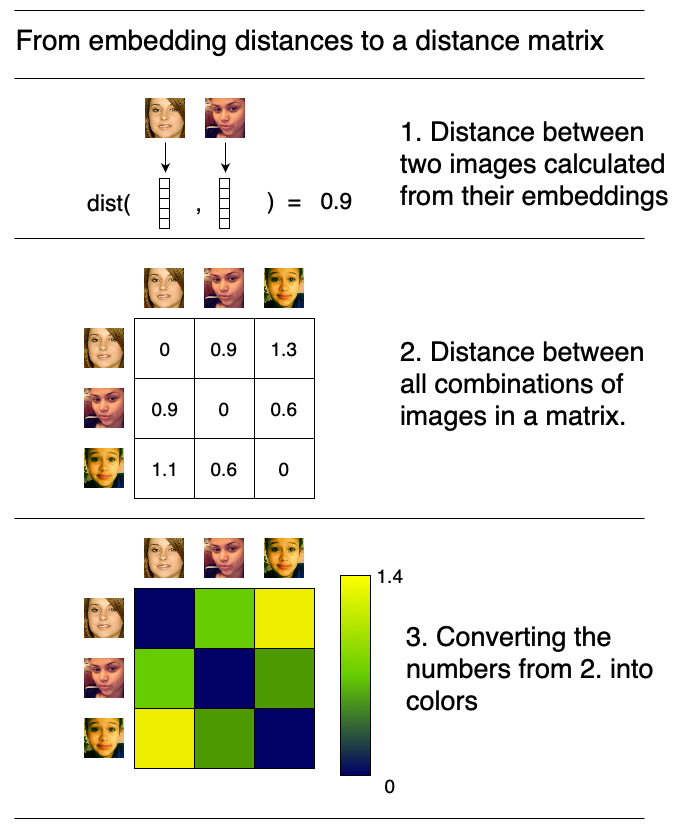 From embedding distances to a distance matrix
1. Distance between
two images calculated
from their embeddings
dist( , ) = 0.9
2. Distance between
all combinations of
images in a matrix.
0 0.9 1.3
0.9 0 0.6
1.1 0.6 0
1.4
3. Converting the
numbers from 2. into
colors
0